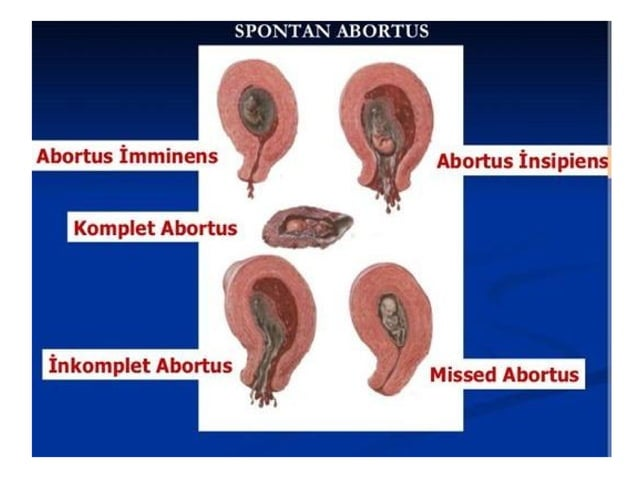 SPONTAN ABORTUS
Abortus İmminens
Abortus İnsipiens
Komplet Abortus
İnkomplet Abortus
Missed Abortus